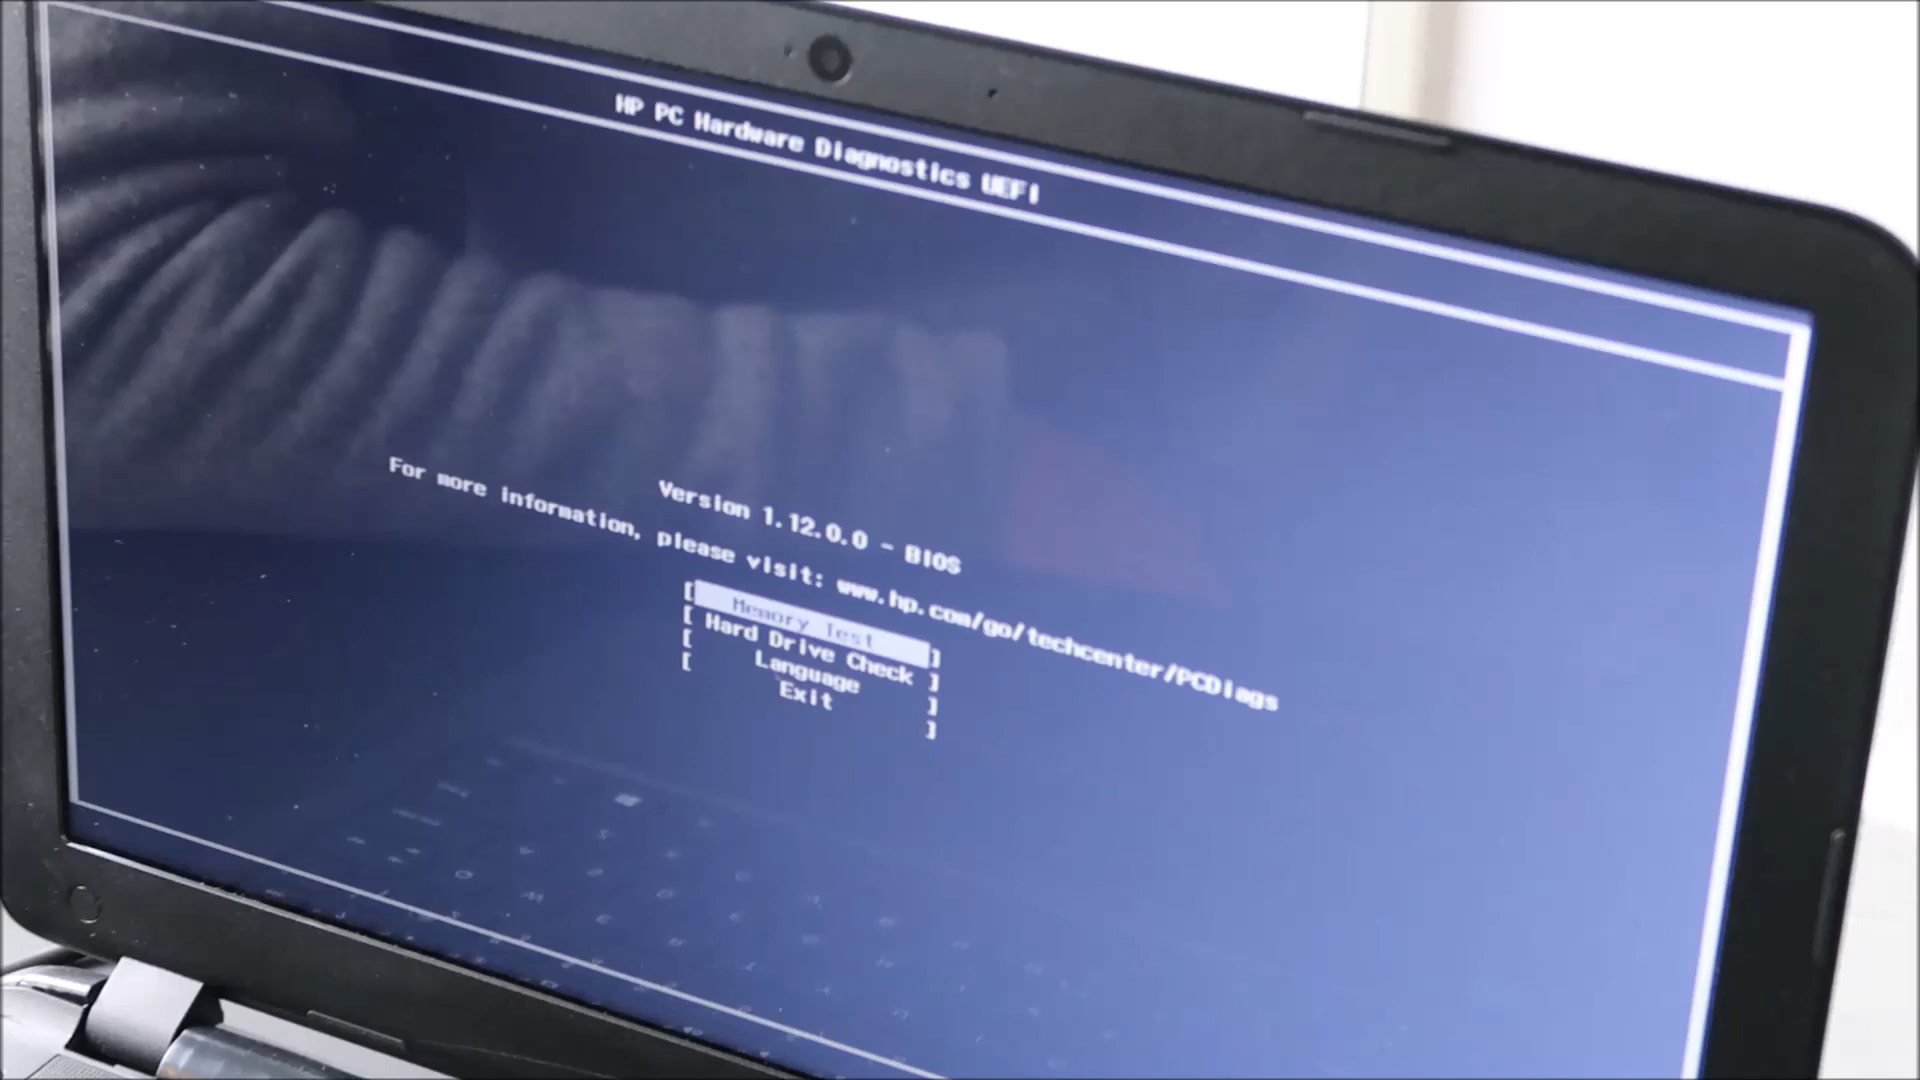 HP PC Hardware Diagnostics UEFI
Version 1.12.0.0 - BIOS
For more information, please visit: www.hp.com/go/techcenter/PCDiags
[ Memory Test ]
[ Hard Drive Check ]
[ Language ]
[ Exit ]